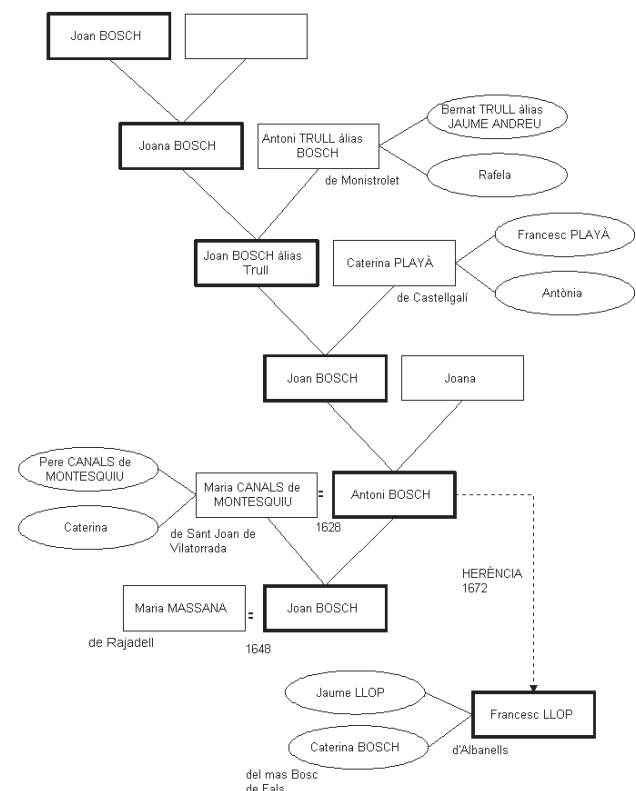 Joan BOSCH
Joana BOSCH
Antoni TRULL àlias
BOSCH
de Monistrolet
Bernat TRULL àlias
JAUME ANDREU
Rafela
Joan BOSCH àlias
Trull
Caterina PLAYÀ
de Castellgalí
Francesc PLAYÀ
Antònia
Joan BOSCH
Joana
Pere CANALS de
MONTESQUIU
Caterina
Maria CANALS de
MONTESQUIU
de Sant Joan de
Vilatorrada
=
1628
Antoni BOSCH
HERÈNCIA
1672
Maria MASSANA
de Rajadell
=
1648
Joan BOSCH
Jaume LLOP
Caterina BOSCH
del mas Bosc
de Fals
Francesc LLOP
d'Albanells